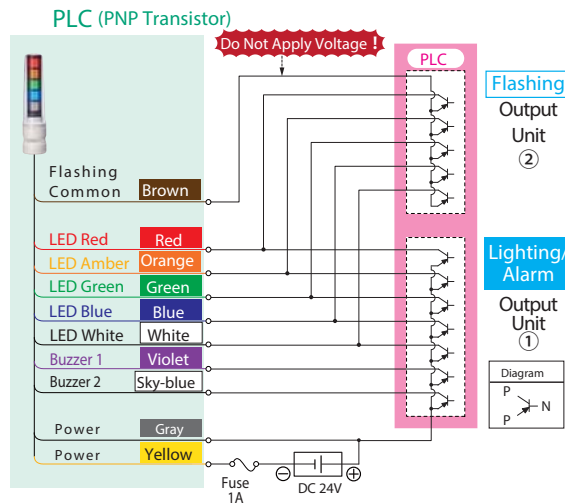 PLC (PNP Transistor)
Do Not Apply Voltage !
PLC
Flashing
Output
Unit
②
Flashing
Common
Brown
LED Red
Red
LED Amber
Orange
LED Green
Green
LED Blue
Blue
LED White
White
Buzzer 1
Violet
Buzzer 2
Sky-blue
Power
Gray
Power
Yellow
Lighting/
Alarm
Output
Unit
①
Diagram
P
N
P
Fuse
1A
⊖
⊕
DC 24V